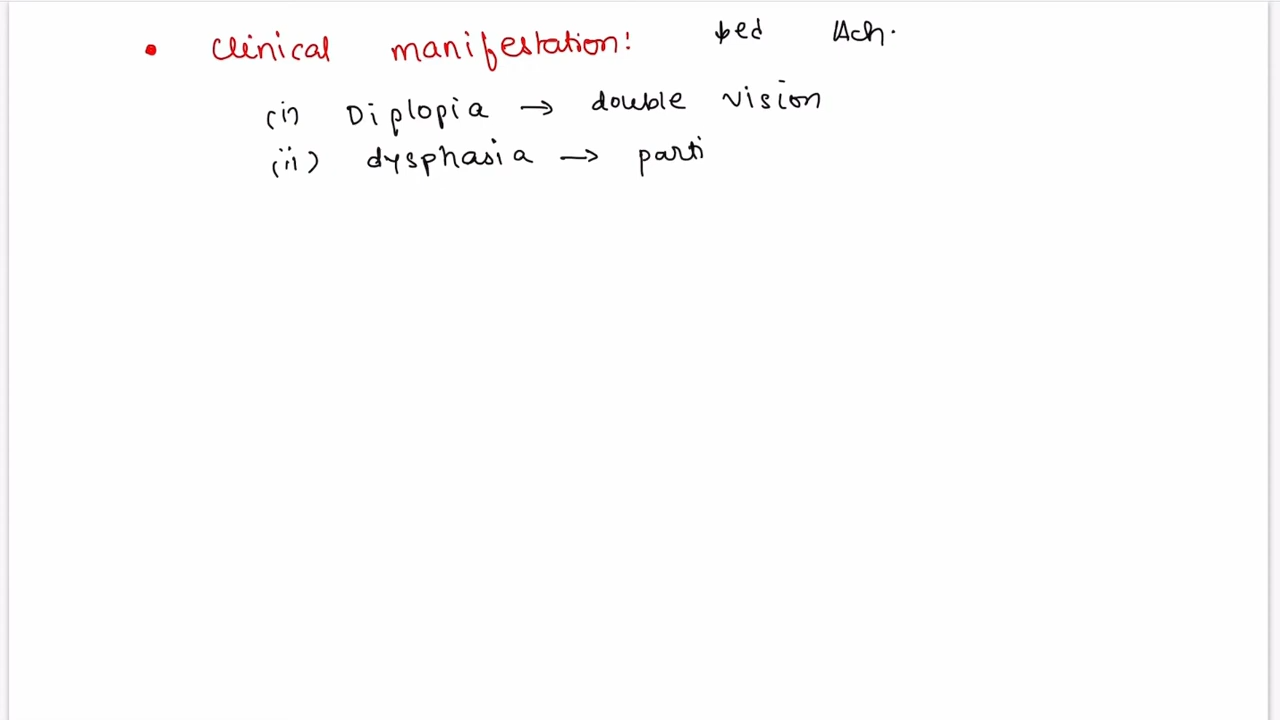 • Clinical manifestation: ↓ed Ach.
(i) Diplopia → double vision
(ii) dysphasia → parti